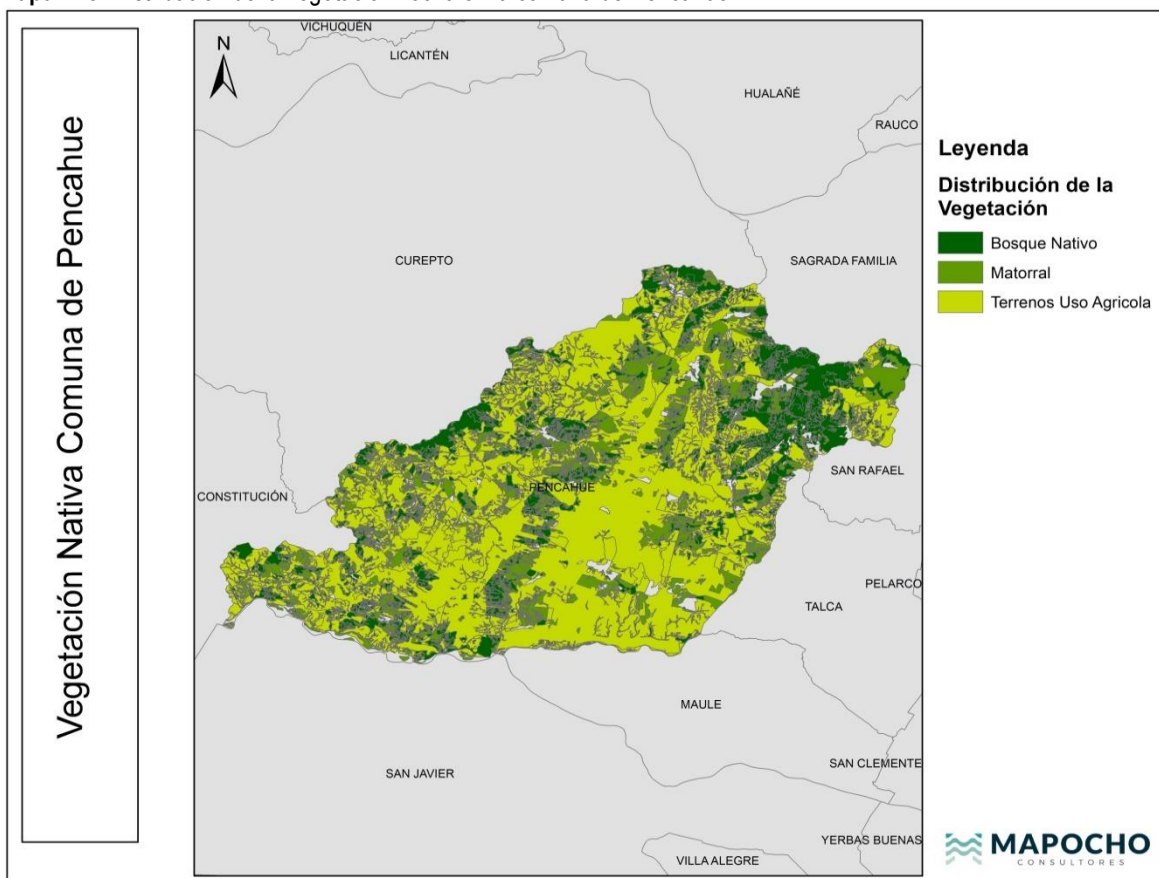 Vegetación Nativa Comuna de Pencahue
N
VICHUQUÉN
LICANTÉN
HUALAÑÉ
RAUCO
CUREPTO
SAGRADA FAMILIA
CONSTITUCIÓN
PENCAHUE
SAN RAFAEL
PELARCO
TALCA
MAULE
SAN JAVIER
SAN CLEMENTE
YERBAS BUENAS
VILLA ALEGRE
Leyenda
Distribución de la
Vegetación
Bosque Nativo
Matorral
Terrenos Uso Agricola
MAPOCHO
CONSULTORES